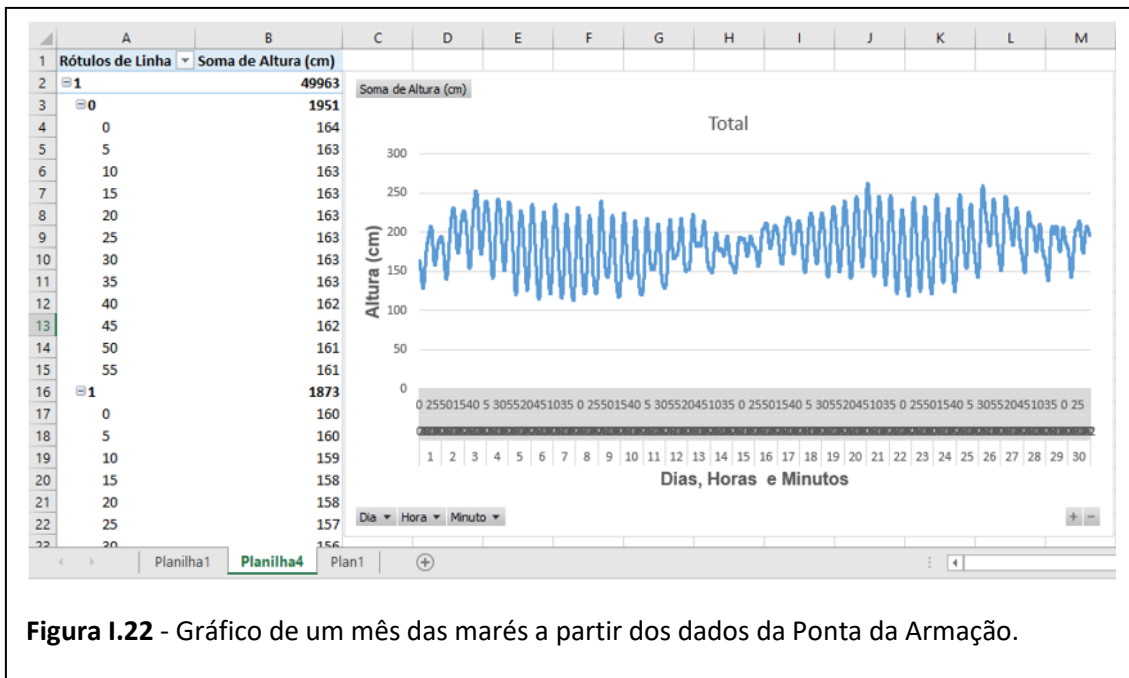 A B C D E F G H I J K L M
1 Rótulos de Linha Soma de Altura (cm)
2 1 49963
3 0 1951
4 0 164
5 5 163
6 10 163
7 15 163
8 20 163
9 25 163
10 30 163
11 35 163
12 40 162
13 45 162
14 50 161
15 55 161
16 1 1873
17 0 160
18 5 160
19 10 159
20 15 158
21 20 158
22 25 157
23 30 156
Soma de Altura (cm)
Total
Altura (cm)
300
250
200
150
100
50
0
0 25501540 5 305520451035 0 25501540 5 305520451035 0 25501540 5 305520451035 0 25501540 5 305520451035 0 25
1 2 3 4 5 6 7 8 9 10 11 12 13 14 15 16 17 18 19 20 21 22 23 24 25 26 27 28 29 30
Dias, Horas e Minutos
Dia Hora Minuto + −
Planilha1 Planilha4 Plan1
Figura I.22 - Gráfico de um mês das marés a partir dos dados da Ponta da Armação.